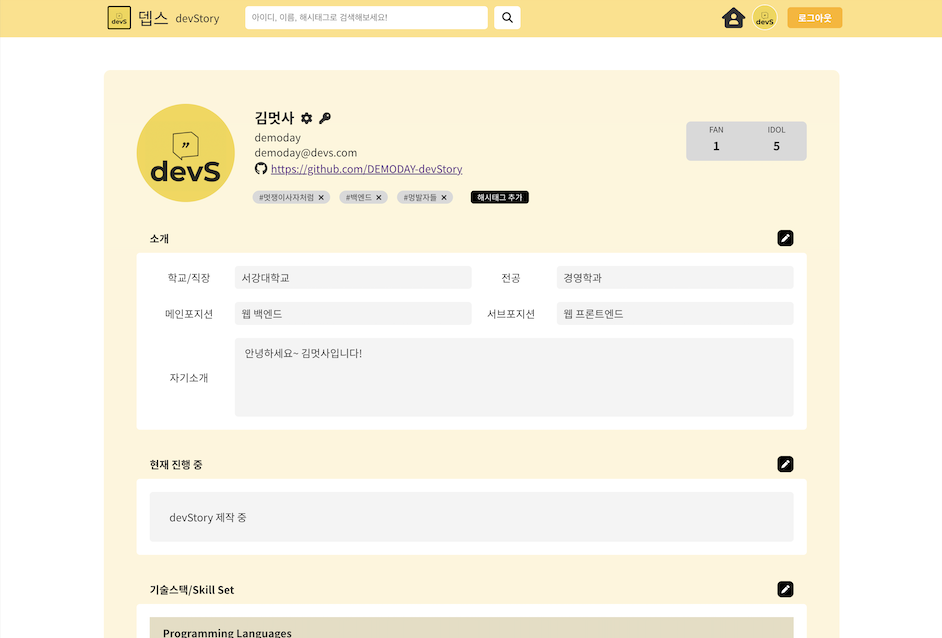 devS 뎁스 devStory 아이디, 이름, 해시태그로 검색해보세요! devS 로그아웃
” devS
김멋사
demoday
demoday@devs.com
https://github.com/DEMODAY-devStory
#멋쟁이사자처럼 × #백엔드 × #멍발자들 × 해시태그 추가
FAN IDOL
1 5
소개
학교/직장 서강대학교 전공 경영학과
메인포지션 웹 백엔드 서브포지션 웹 프론트엔드
자기소개 안녕하세요~ 김멋사입니다!
현재 진행 중
devStory 제작 중
기술스택/Skill Set
Programming Languages